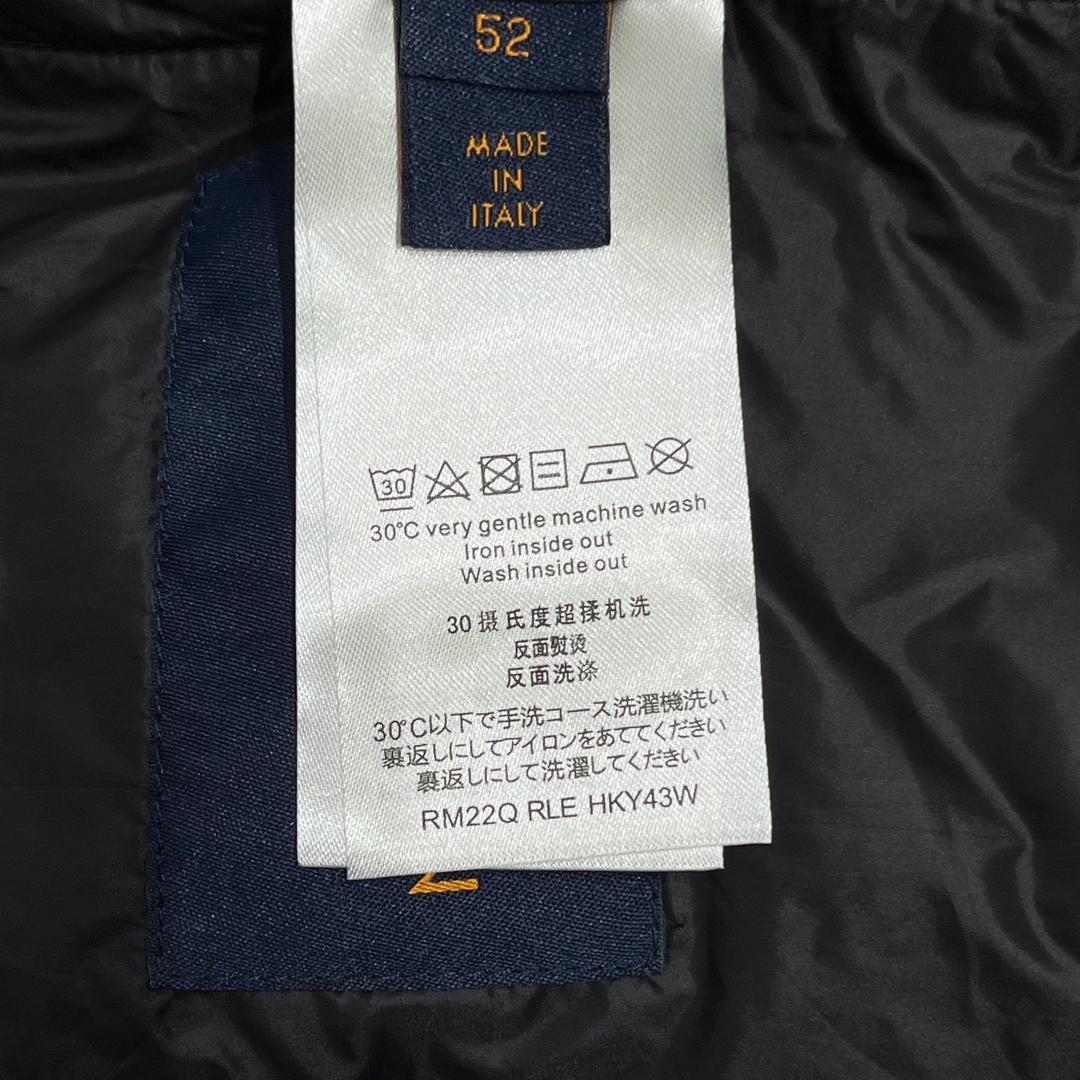 52
MADE
IN
ITALY
30
30℃ very gentle machine wash
Iron inside out
Wash inside out
30摄氏度超揉机洗
反面熨烫
反面洗涤
30℃以下で手洗コース洗濯機洗い
裏返しにしてアイロンをあててください
裏返しにして洗濯してください
RM22Q RLE HKY43W